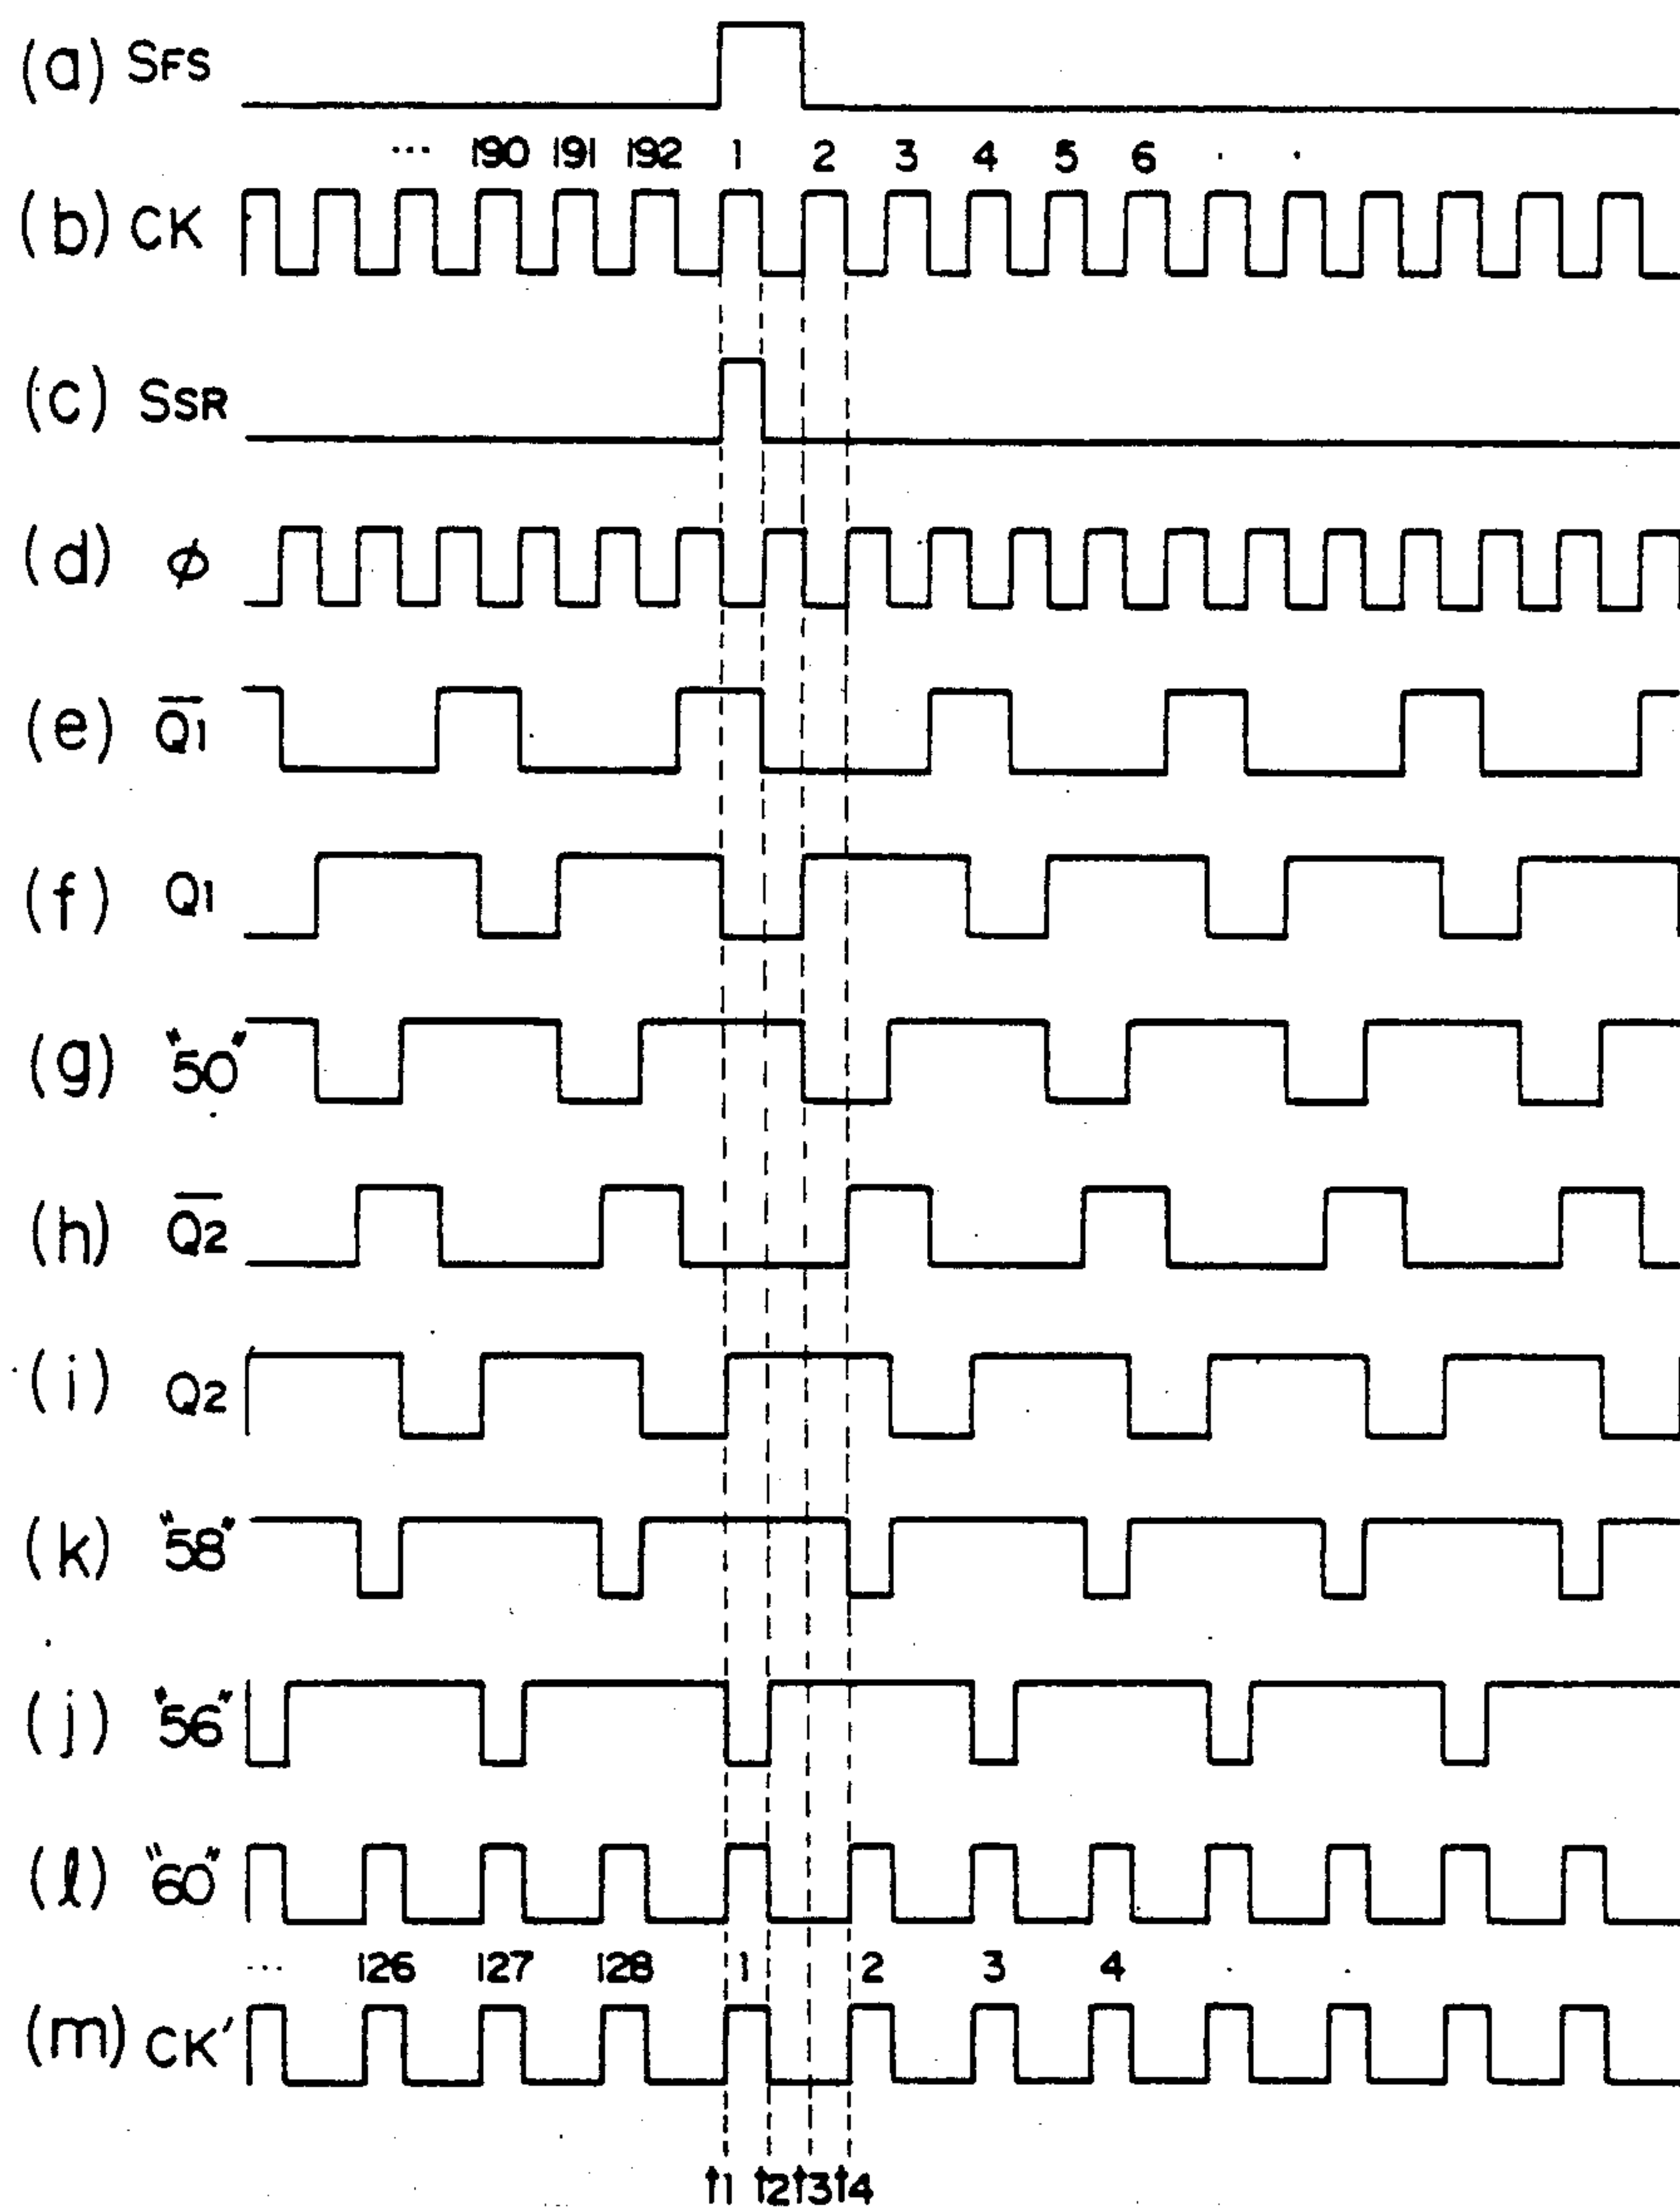 (a) SFS
... 190 191 192 1 2 3 4 5 6 . .
(b) CK
(c) SSR
(d) ϕ
(e) Q̅1̅
(f) Q1
(g) "50"
(h) Q̅2̅
(i) Q2
(k) "58"
(j) "56"
(l) "60"
... 126 127 128 1 2 3 4 . .
(m) CK'
t1 t2 t3 t4